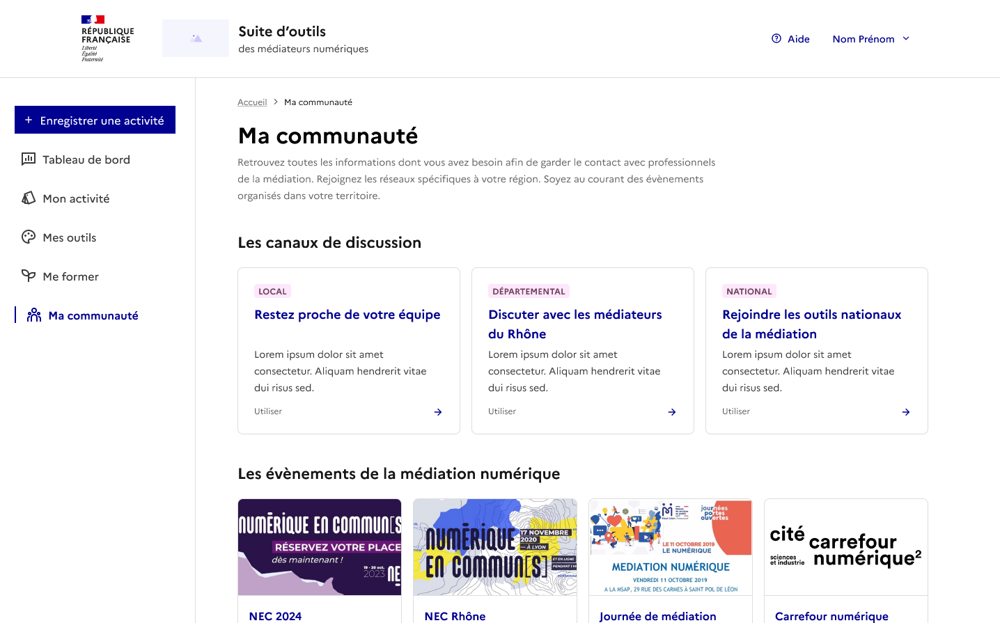 RÉPUBLIQUE
FRANÇAISE
Liberté
Égalité
Fraternité
Suite d’outils
des médiateurs numériques
Aide
Nom Prénom
+ Enregistrer une activité
Tableau de bord
Mon activité
Mes outils
Me former
Ma communauté
Accueil > Ma communauté
Ma communauté
Retrouvez toutes les informations dont vous avez besoin afin de garder le contact avec professionnels
de la médiation. Rejoignez les réseaux spécifiques à votre région. Soyez au courant des évènements
organisés dans votre territoire.
Les canaux de discussion
LOCAL
Restez proche de votre équipe
Lorem ipsum dolor sit amet
consectetur. Aliquam hendrerit vitae
dui risus sed.
Utiliser
DÉPARTEMENTAL
Discuter avec les médiateurs
du Rhône
Lorem ipsum dolor sit amet
consectetur. Aliquam hendrerit vitae
dui risus sed.
Utiliser
NATIONAL
Rejoindre les outils nationaux
de la médiation
Lorem ipsum dolor sit amet
consectetur. Aliquam hendrerit vitae
dui risus sed.
Utiliser
Les évènements de la médiation numérique
NUMÉRIQUE EN COMMUN[S
RÉSERVEZ VOTRE PLACE
dès maintenant !
19 - 20 oct.
2023
NE
NEC 2024
NUMÉRIQUE
EN COMMUN[S]
17 NOVEMBRE
2020
— À LYON
ET EN LIGNE
PENDANT 1 M
NEC Rhône
Maison
de services
au public
Haut-Léon
journées
portes
ouvertes
LE 11 OCTOBRE 2019
LE NUMÉRIQUE
MEDIATION NUMÉRIQUE
VENDREDI 11 OCTOBRE 2019
A LA MSAP, 29 RUE DES CARMES À SAINT POL DE LÉON
Journée de médiation
cité
sciences
et industrie
carrefour
numérique²
Carrefour numérique